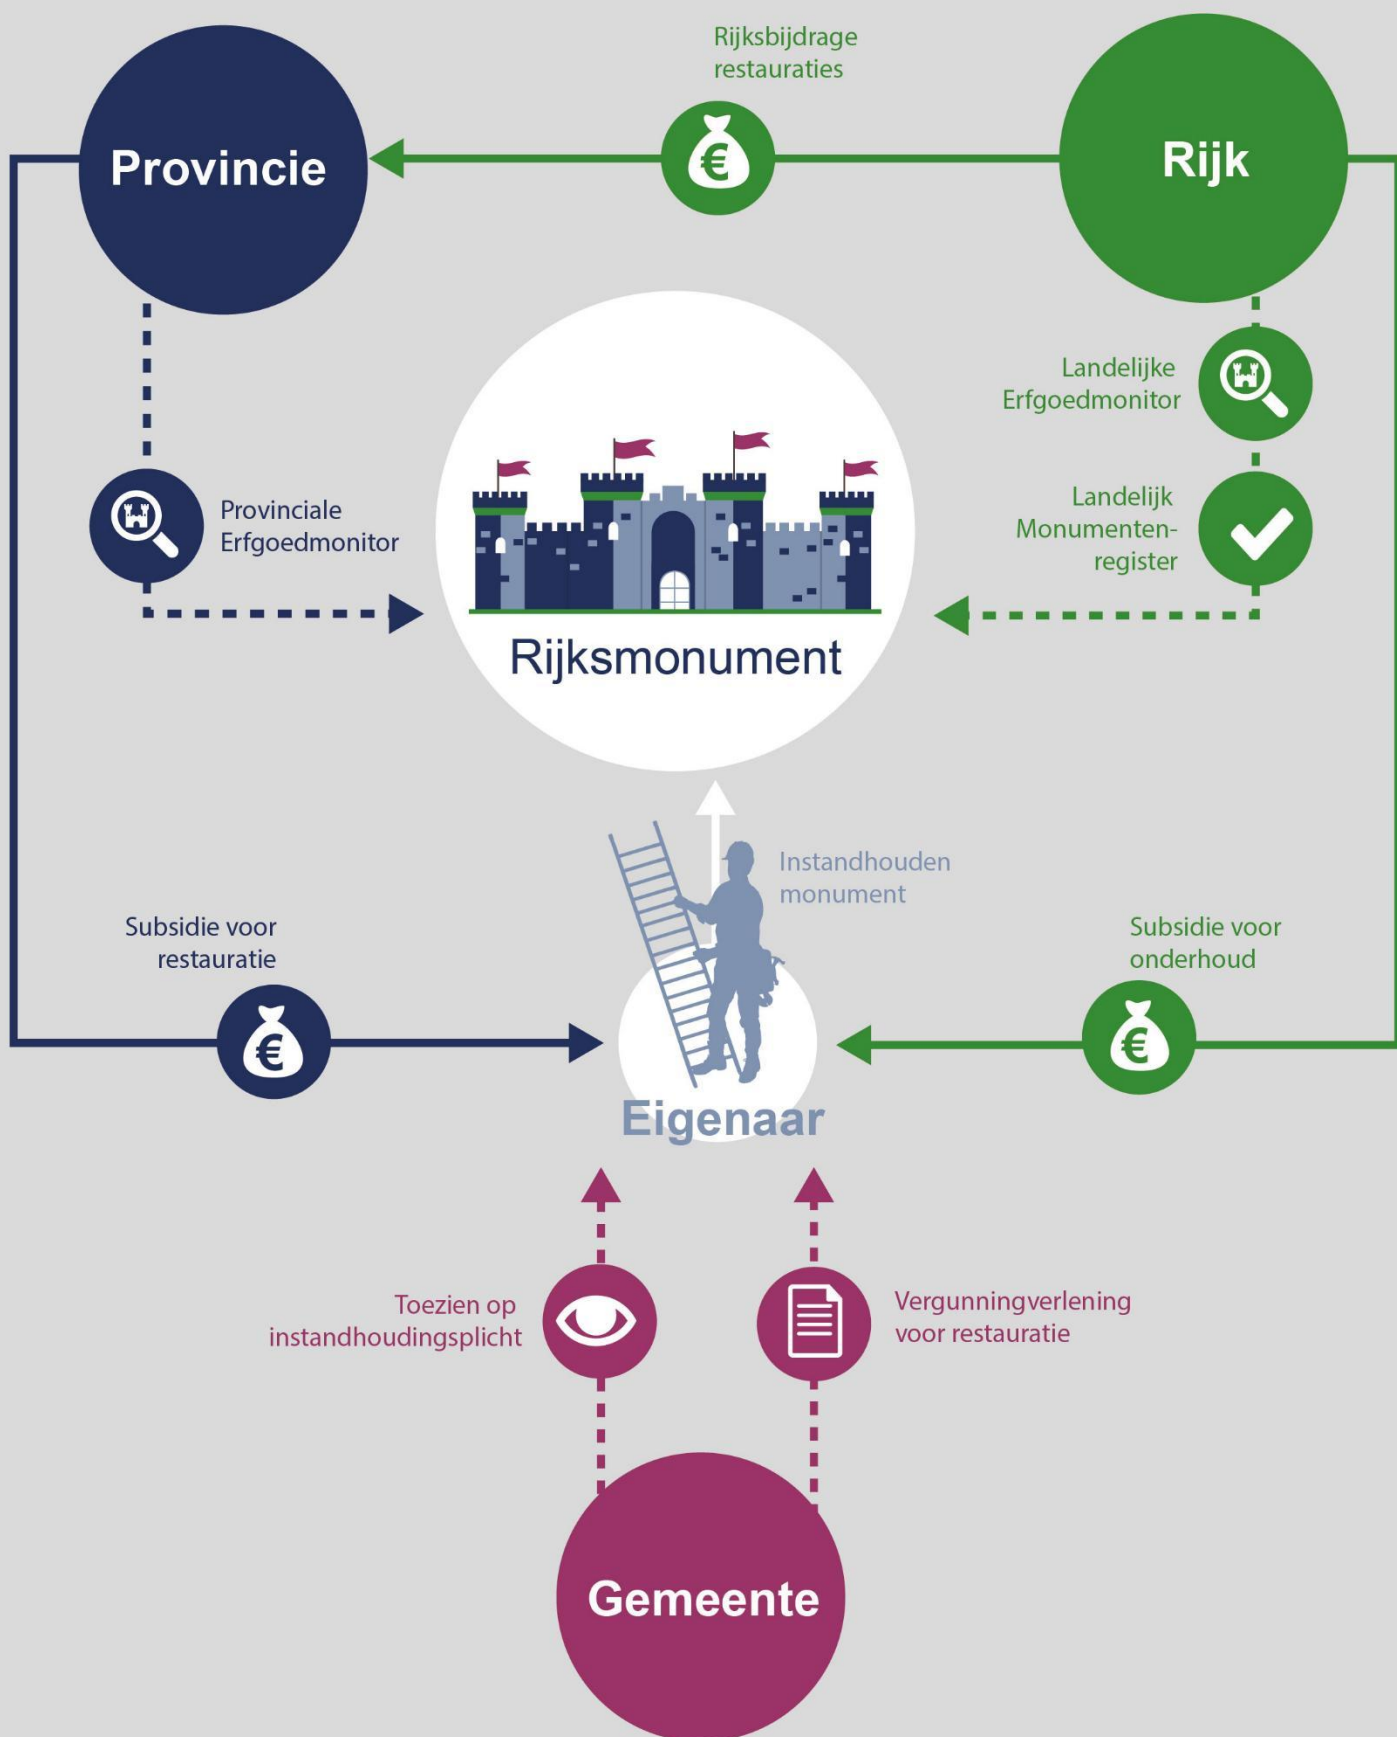 Rijksbijdrage
restauraties
Provincie
Rijk
Landelijke
Erfgoedmonitor
Landelijk
Monumenten-
register
Provinciale
Erfgoedmonitor
Rijksmonument
Instandhouden
monument
Subsidie voor
restauratie
Subsidie voor
onderhoud
€
€
€
Eigenaar
Toezien op
instandhoudingsplicht
Vergunningverlening
voor restauratie
Gemeente